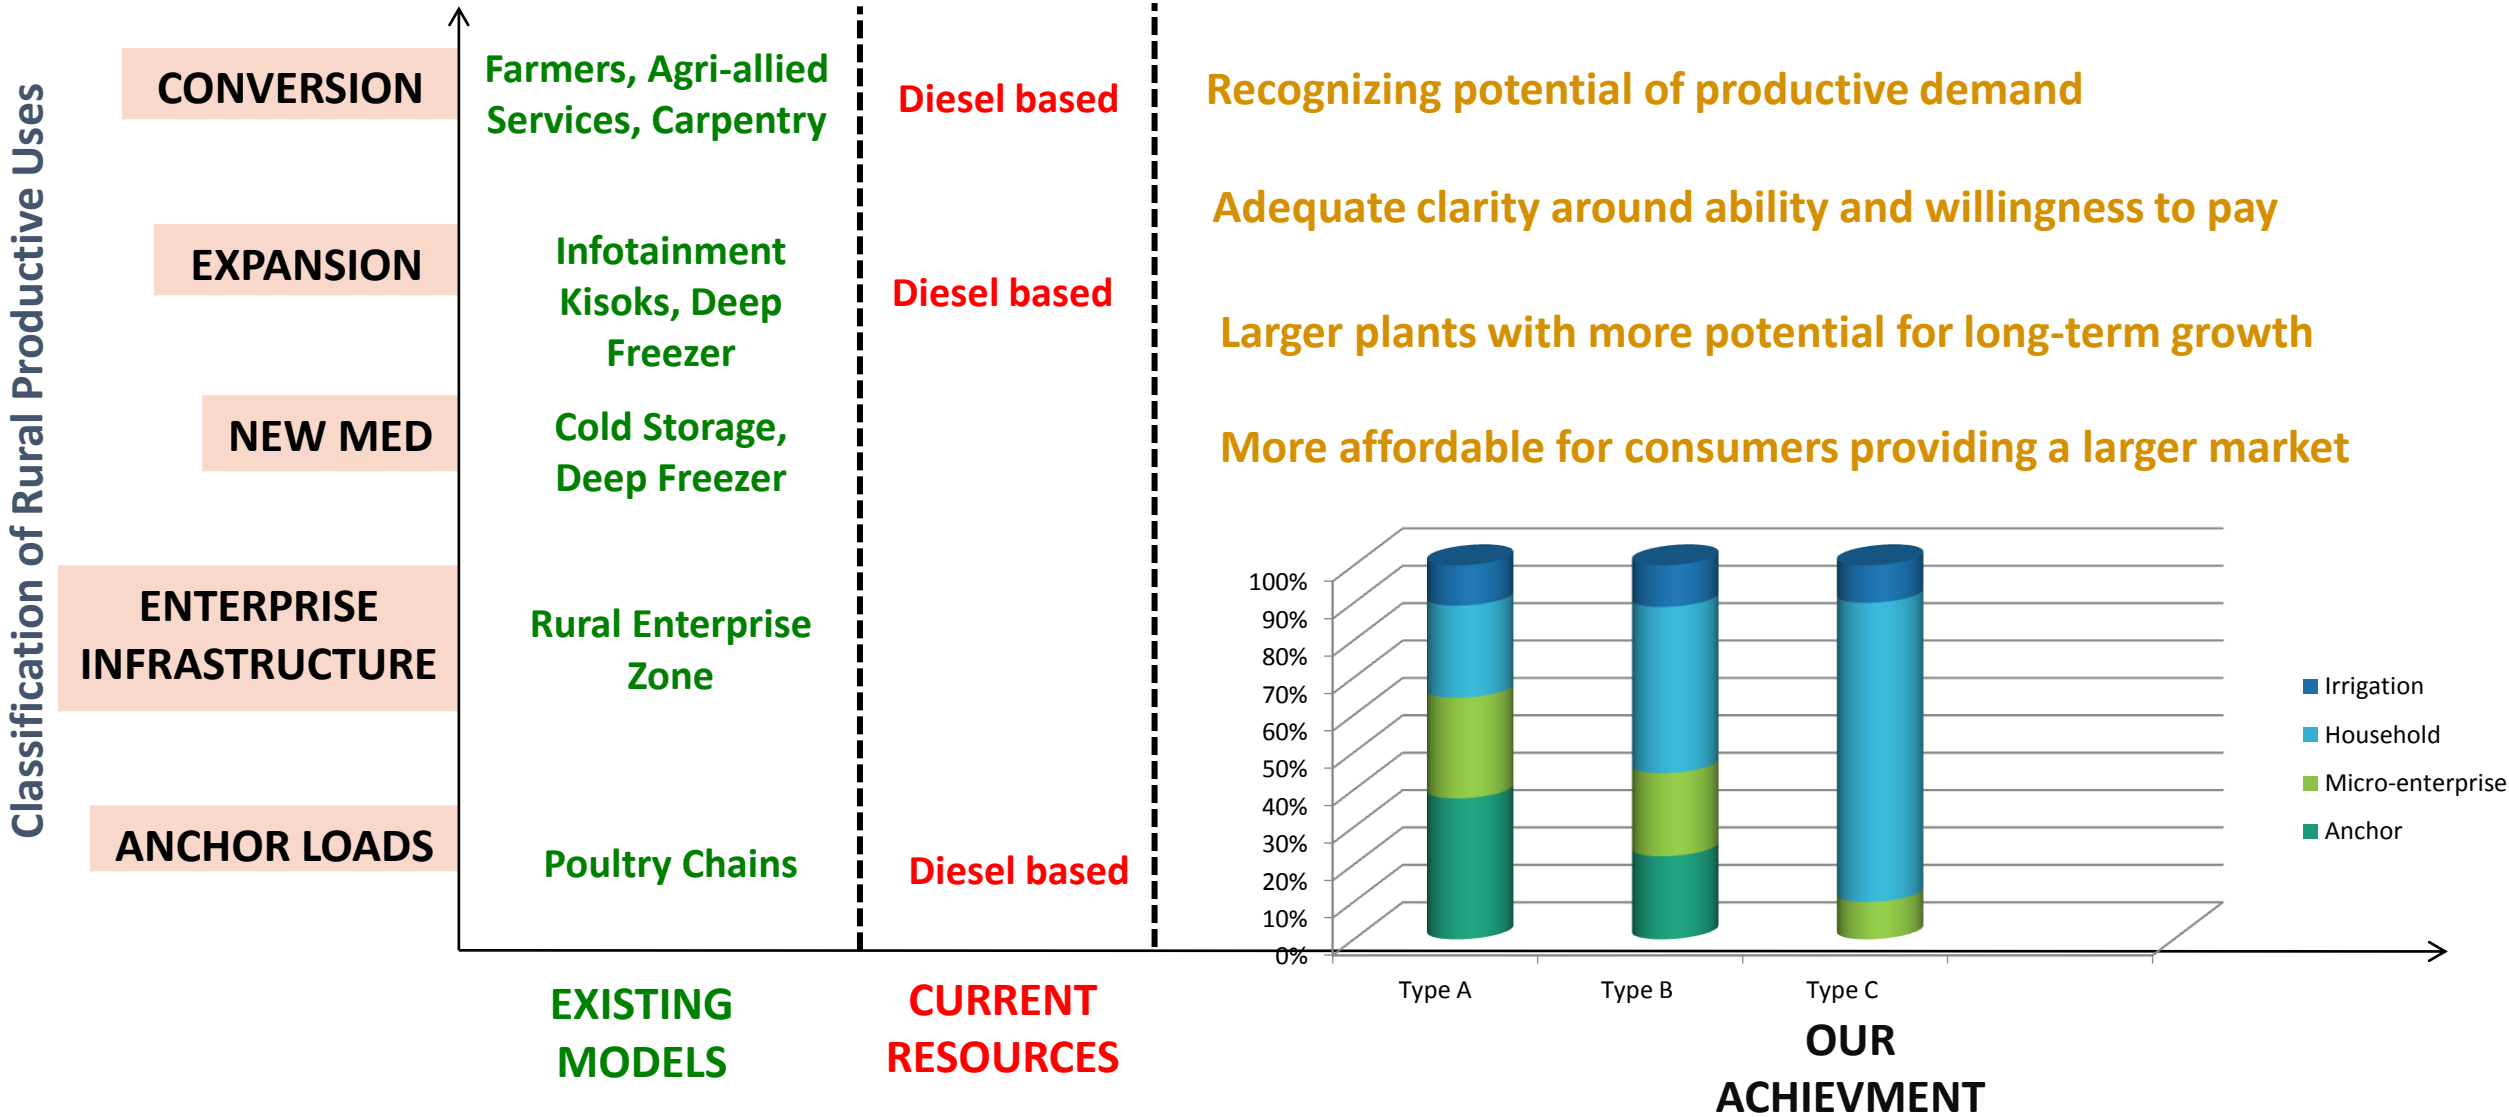 Classification of Rural Productive Uses
CONVERSION
EXPANSION
NEW MED
ENTERPRISE
INFRASTRUCTURE
ANCHOR LOADS
Farmers, Agri-allied
Services, Carpentry
Infotainment
Kisoks, Deep
Freezer
Cold Storage,
Deep Freezer
Rural Enterprise
Zone
Poultry Chains
EXISTING
MODELS
Diesel based
Diesel based
Diesel based
CURRENT
RESOURCES
Recognizing potential of productive demand
Adequate clarity around ability and willingness to pay
Larger plants with more potential for long-term growth
More affordable for consumers providing a larger market
100%
90%
80%
70%
60%
50%
40%
30%
20%
10%
0%
Type A
Type B
Type C
Irrigation
Household
Micro-enterprise
Anchor
OUR
ACHIEVMENT